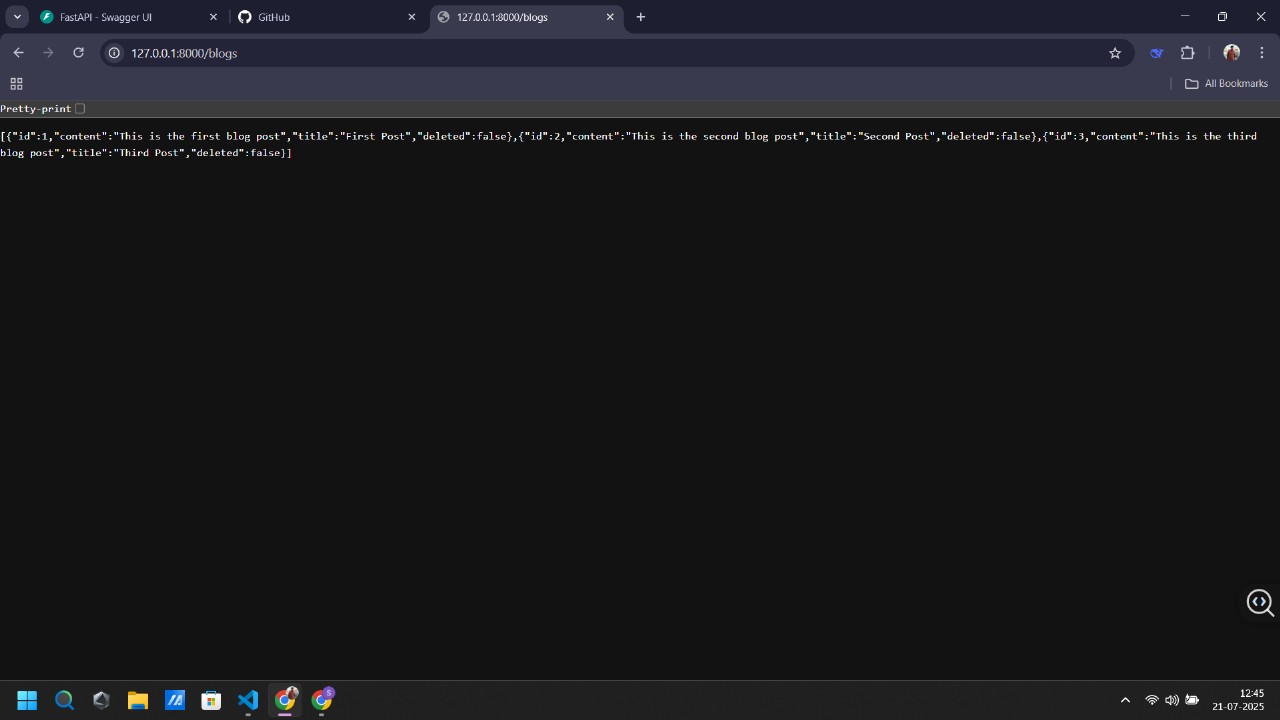 FastAPI - Swagger UI
GitHub
127.0.0.1:8000/blogs
127.0.0.1:8000/blogs
All Bookmarks
Pretty-print
[{"id":1,"content":"This is the first blog post","title":"First Post","deleted":false},{"id":2,"content":"This is the second blog post","title":"Second Post","deleted":false},{"id":3,"content":"This is the third
blog post","title":"Third Post","deleted":false}]
S
12:45
21-07-2025